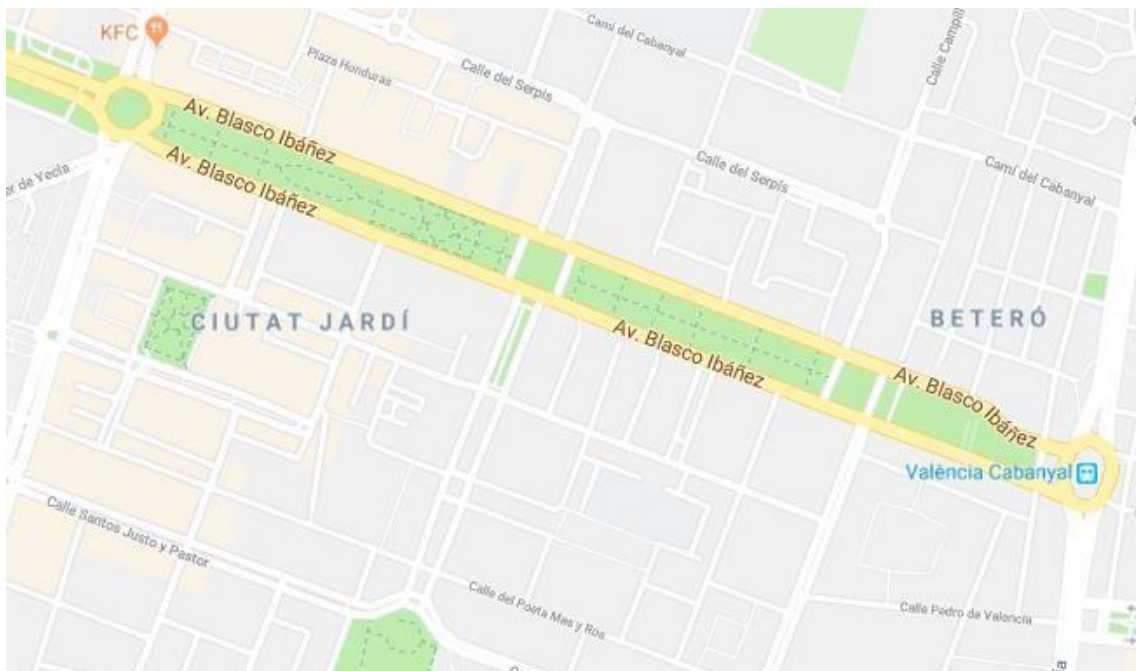 KFC
Plaza Honduras
Calle del Serpis
Camí del Cabanyal
Calle Campill
Av. Blasco Ibáñez
Av. Blasco Ibáñez
er de Yecla
Calle del Serpis
Camí del Cabanyal
CIUTAT JARDÍ
BETERÓ
Av. Blasco Ibáñez
Av. Blasco Ibáñez
València Cabanyal
Calle Santos Justo y Pastor
Calle del Poeta Mas y Ros
Calle Pedro de Valencia